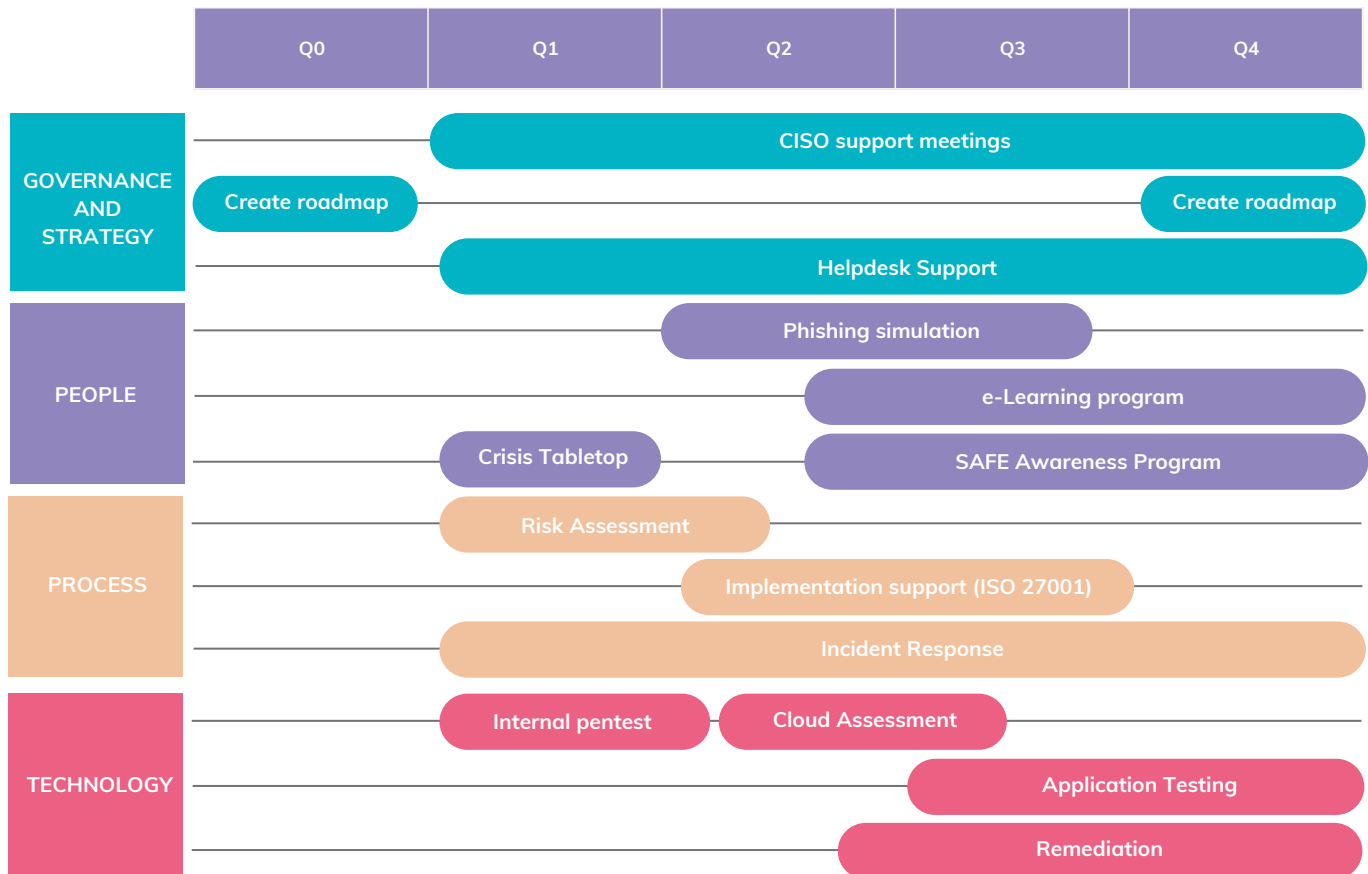 Q0
Q1
Q2
Q3
Q4
GOVERNANCE
AND
STRATEGY
CISO support meetings
Create roadmap
Create roadmap
Helpdesk Support
PEOPLE
Phishing simulation
e-Learning program
Crisis Tabletop
SAFE Awareness Program
PROCESS
Risk Assessment
Implementation support (ISO 27001)
Incident Response
TECHNOLOGY
Internal pentest
Cloud Assessment
Application Testing
Remediation